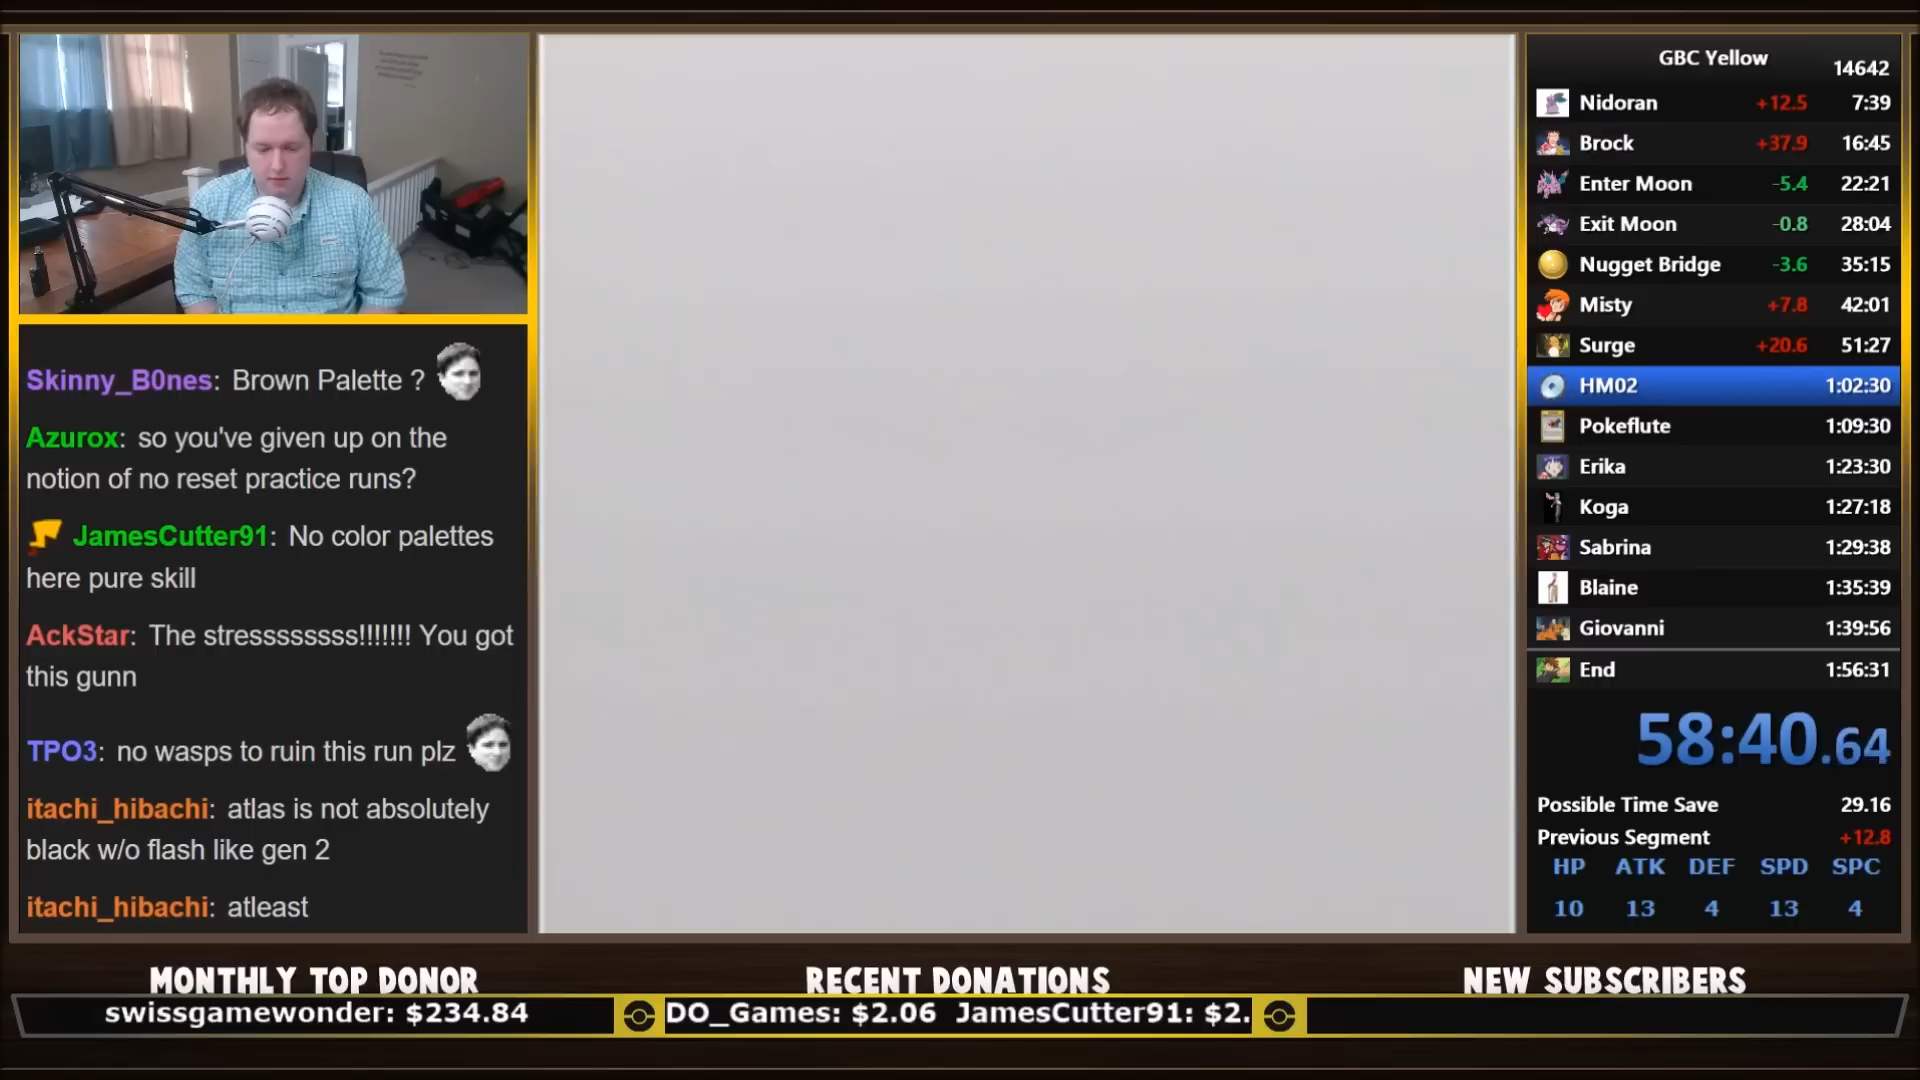 Skinny_B0nes: Brown Palette ?
Azurox: so you've given up on the
notion of no reset practice runs?
JamesCutter91: No color palettes
here pure skill
AckStar: The stresssssssss!!!!!!! You got
this gunn
TPO3: no wasps to ruin this run plz
itachi_hibachi: atlas is not absolutely
black w/o flash like gen 2
itachi_hibachi: atleast
GBC Yellow 14642
Nidoran +12.5 7:39
Brock +37.9 16:45
Enter Moon -5.4 22:21
Exit Moon -0.8 28:04
Nugget Bridge -3.6 35:15
Misty +7.8 42:01
Surge +20.6 51:27
HM02 1:02:30
Pokeflute 1:09:30
Erika 1:23:30
Koga 1:27:18
Sabrina 1:29:38
Blaine 1:35:39
Giovanni 1:39:56
End 1:56:31
58:40.64
Possible Time Save 29.16
Previous Segment +12.8
HP ATK DEF SPD SPC
10 13 4 13 4
MONTHLY TOP DONOR
swissgamewonder: $234.84
RECENT DONATIONS
DO_Games: $2.06 JamesCutter91: $2.
NEW SUBSCRIBERS